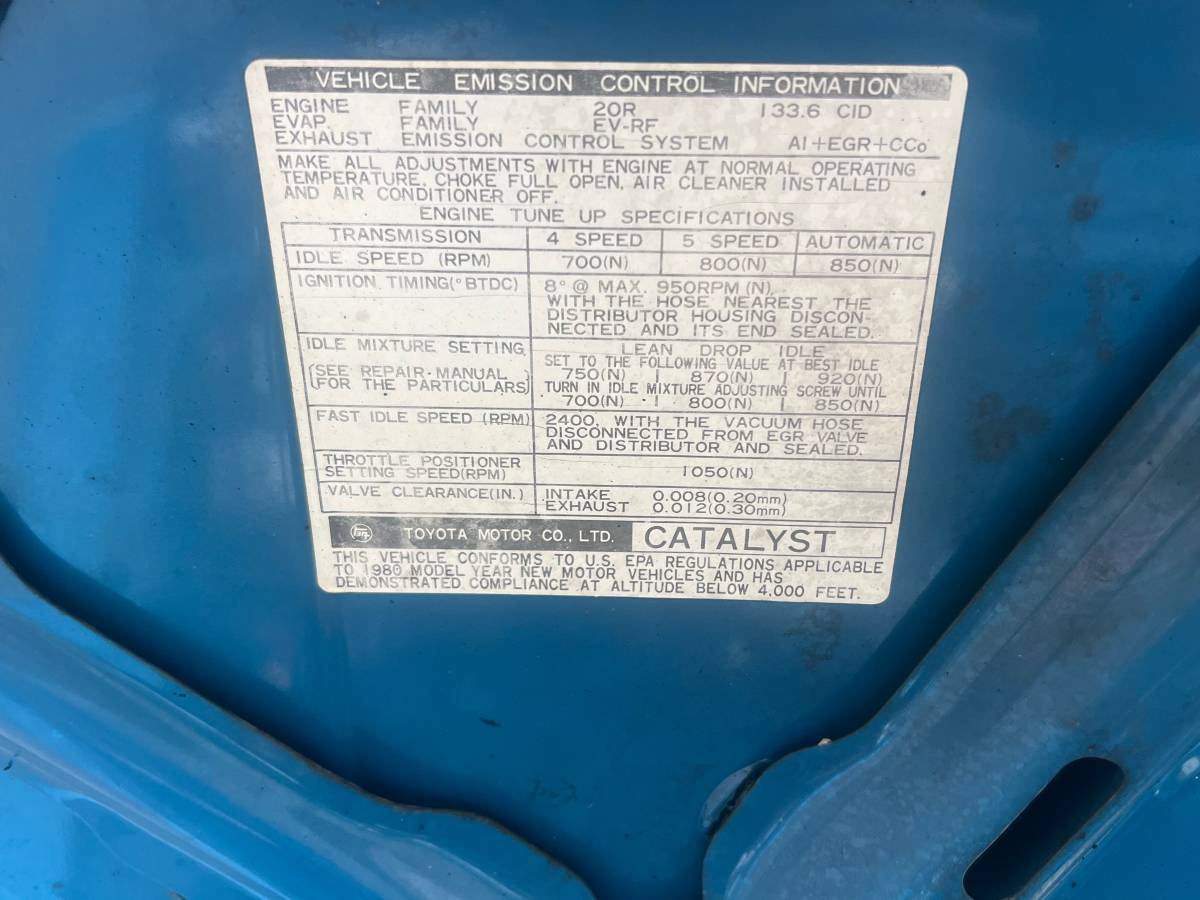 VEHICLE EMISSION CONTROL INFORMATION
ENGINE FAMILY 20R 133.6 CID
EVAP FAMILY EV-RF
EXHAUST EMISSION CONTROL SYSTEM AI+EGR+CCo
MAKE ALL ADJUSTMENTS WITH ENGINE AT NORMAL OPERATING
TEMPERATURE, CHOKE FULL OPEN, AIR CLEANER INSTALLED
AND AIR CONDITIONER OFF.
ENGINE TUNE UP SPECIFICATIONS
TRANSMISSION 4 SPEED 5 SPEED AUTOMATIC
IDLE SPEED (RPM) 700(N) 800(N) 850(N)
IGNITION TIMING(°BTDC) 8° @ MAX. 950RPM (N),
WITH THE HOSE NEAREST THE
DISTRIBUTOR HOUSING DISCON-
NECTED AND ITS END SEALED.
IDLE MIXTURE SETTING
(SEE REPAIR-MANUAL
FOR THE PARTICULARS)
LEAN DROP IDLE
SET TO THE FOLLOWING VALUE AT BEST IDLE
750(N) | 870(N) | 920(N)
TURN IN IDLE MIXTURE ADJUSTING SCREW UNTIL
700(N) | 800(N) | 850(N)
FAST IDLE SPEED (RPM) 2400, WITH THE VACUUM HOSE
DISCONNECTED FROM EGR VALVE
AND DISTRIBUTOR AND SEALED.
THROTTLE POSITIONER
SETTING SPEED(RPM) 1050(N)
VALVE CLEARANCE(IN.) INTAKE 0.008(0.20mm)
EXHAUST 0.012(0.30mm)
TOYOTA MOTOR CO., LTD. CATALYST
THIS VEHICLE CONFORMS TO U.S. EPA REGULATIONS APPLICABLE
TO 1980 MODEL YEAR NEW MOTOR VEHICLES AND HAS
DEMONSTRATED COMPLIANCE AT ALTITUDE BELOW 4,000 FEET.